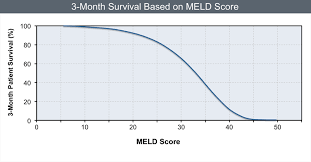 3-Month Survival Based on MELD Score
3-Month Patient Survival (%)
100
80
60
40
20
0
0 10 20 30 40 50
MELD Score